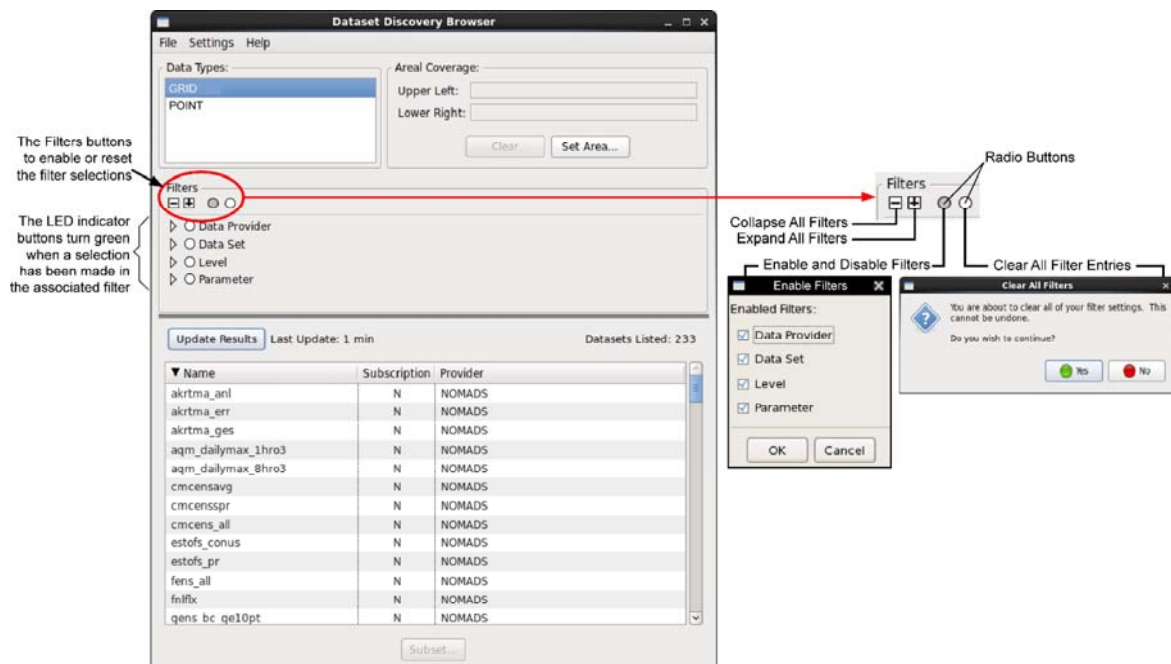 Dataset Discovery Browser
File Settings Help
Data Types:
GRID
POINT
Areal Coverage:
Upper Left:
Lower Right:
Clear
Set Area...
The Filters buttons
to enable or reset
the filter selections
Filters
The LED indicator
buttons turn green
when a selection
has been made in
the associated filter
Data Provider
Data Set
Level
Parameter
Update Results Last Update: 1 min Datasets Listed: 233
Name Subscription Provider
akrtma_anl N NOMADS
akrtma_err N NOMADS
akrtma_ges N NOMADS
aqm_dailymax_1hro3 N NOMADS
aqm_dailymax_8hro3 N NOMADS
cmcensavg N NOMADS
cmcensspr N NOMADS
cmcens_all N NOMADS
estofs_conus N NOMADS
estofs_pr N NOMADS
fens_all N NOMADS
fnlflx N NOMADS
gens_bc_ge10pt N NOMADS
Subset...
Radio Buttons
Filters
Collapse All Filters
Expand All Filters
Enable and Disable Filters
Clear All Filter Entries
Enable Filters
Enabled Filters:
Data Provider
Data Set
Level
Parameter
OK Cancel
Clear All Filters
You are about to clear all of your filter settings. This
cannot be undone.
Do you wish to continue?
Yes No